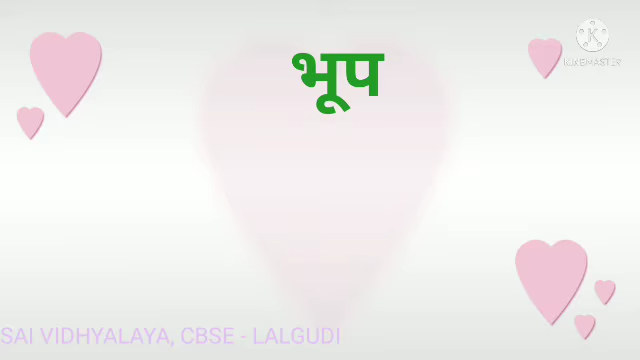 भूप
KINEMASTER
SAI VIDHYALAYA, CBSE - LALGUDI